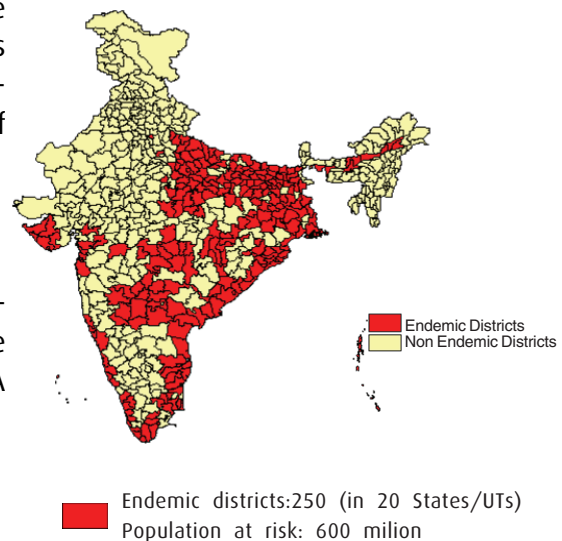 e
s
-
f
-
e
A
Endemic Districts
Non Endemic Districts
Endemic districts:250 (in 20 States/UTs)
Population at risk: 600 milion